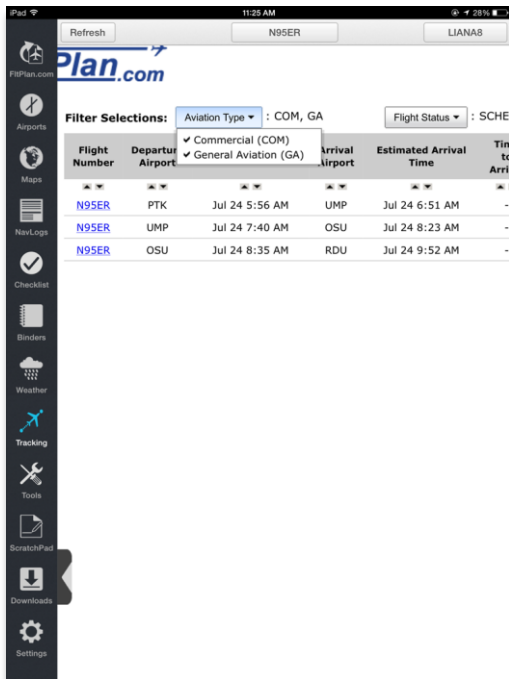 iPad 11:25 AM 28%
Refresh N95ER LIANA8
FltPlan.com
Plan.com
Airports
Filter Selections: Aviation Type : COM, GA Flight Status : SCHE
Commercial (COM)
General Aviation (GA)
Flight Number Departur Airport Arrival Airport Estimated Arrival Time Tim to Arri
Maps
N95ER PTK Jul 24 5:56 AM UMP Jul 24 6:51 AM -
N95ER UMP Jul 24 7:40 AM OSU Jul 24 8:23 AM -
NavLogs
N95ER OSU Jul 24 8:35 AM RDU Jul 24 9:52 AM -
Checklist
Binders
Weather
Tracking
Tools
ScratchPad
Downloads
Settings